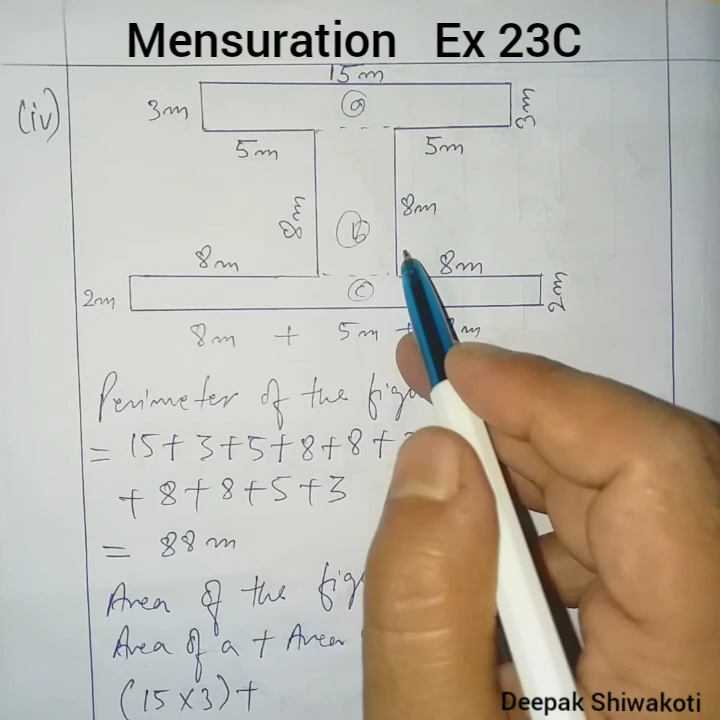 Mensuration Ex 23C
15m
(iv) 3m a 3m
5m 5m
8m b 8m
8m 8m
2m c 2m
8m + 5m + m
Perimeter of the
= 15+3+5+8+8+
+8+8+5+3
= 88m
Area of the
Area of a + Area
(15×3)+
Deepak Shiwakoti